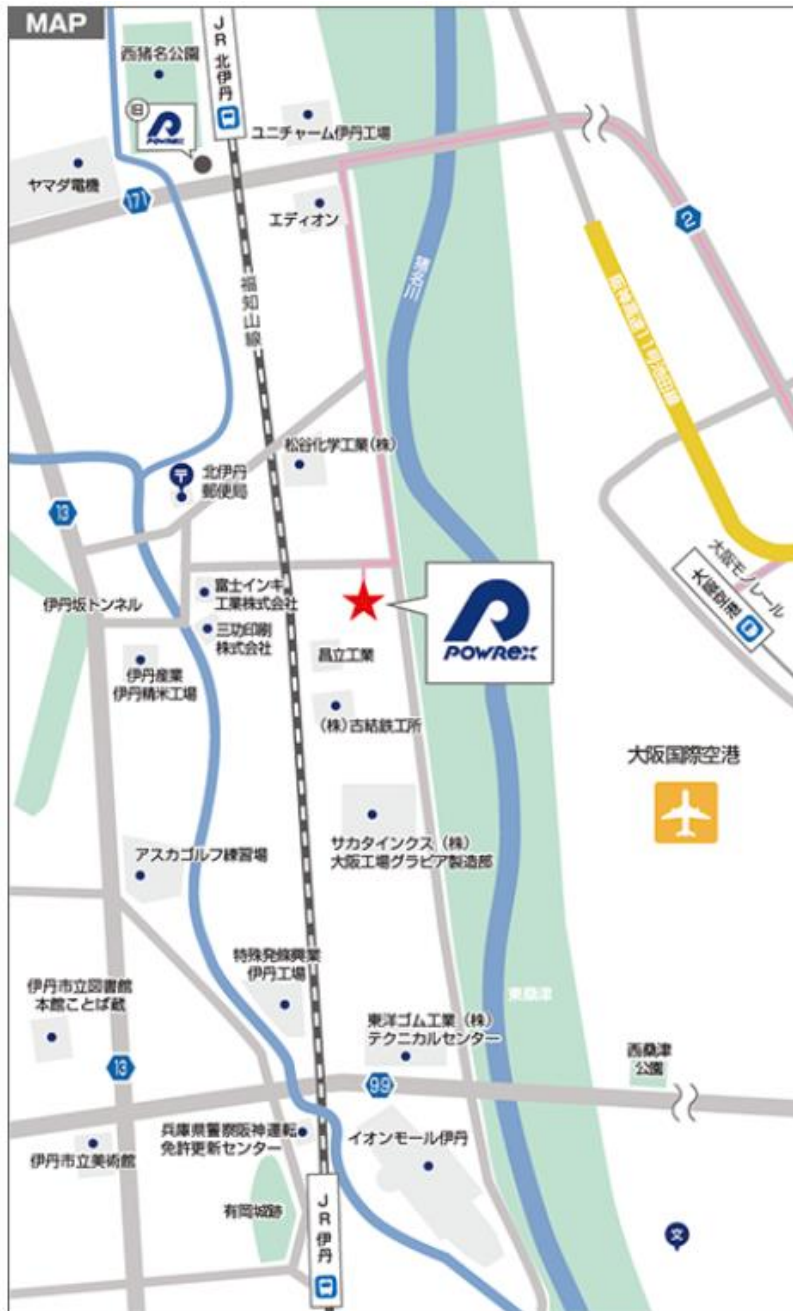 MAP
JR 北伊丹
西猪名公園
旧
POWREX
ユニチャーム伊丹工場
ヤマダ電機
171
エディオン
2
猪名川
福知山線
阪神高速11号池田線
松谷化学工業(株)
北伊丹
郵便局
13
大阪モノレール
大阪空港
伊丹坂トンネル
富士インキ
工業株式会社
三功印刷
株式会社
POWREX
昌立工業
伊丹産業
伊丹精米工場
(株)古結鉄工所
大阪国際空港
サカタインクス(株)
大阪工場グラビア製造部
アスカゴルフ練習場
特殊発條興業
伊丹工場
伊丹市立図書館
本館ことば蔵
東桑津
東洋ゴム工業(株)
テクニカルセンター
西桑津
公園
13
99
兵庫県警察阪神運転
免許更新センター
イオンモール伊丹
伊丹市立美術館
有岡城跡
JR 伊丹
文